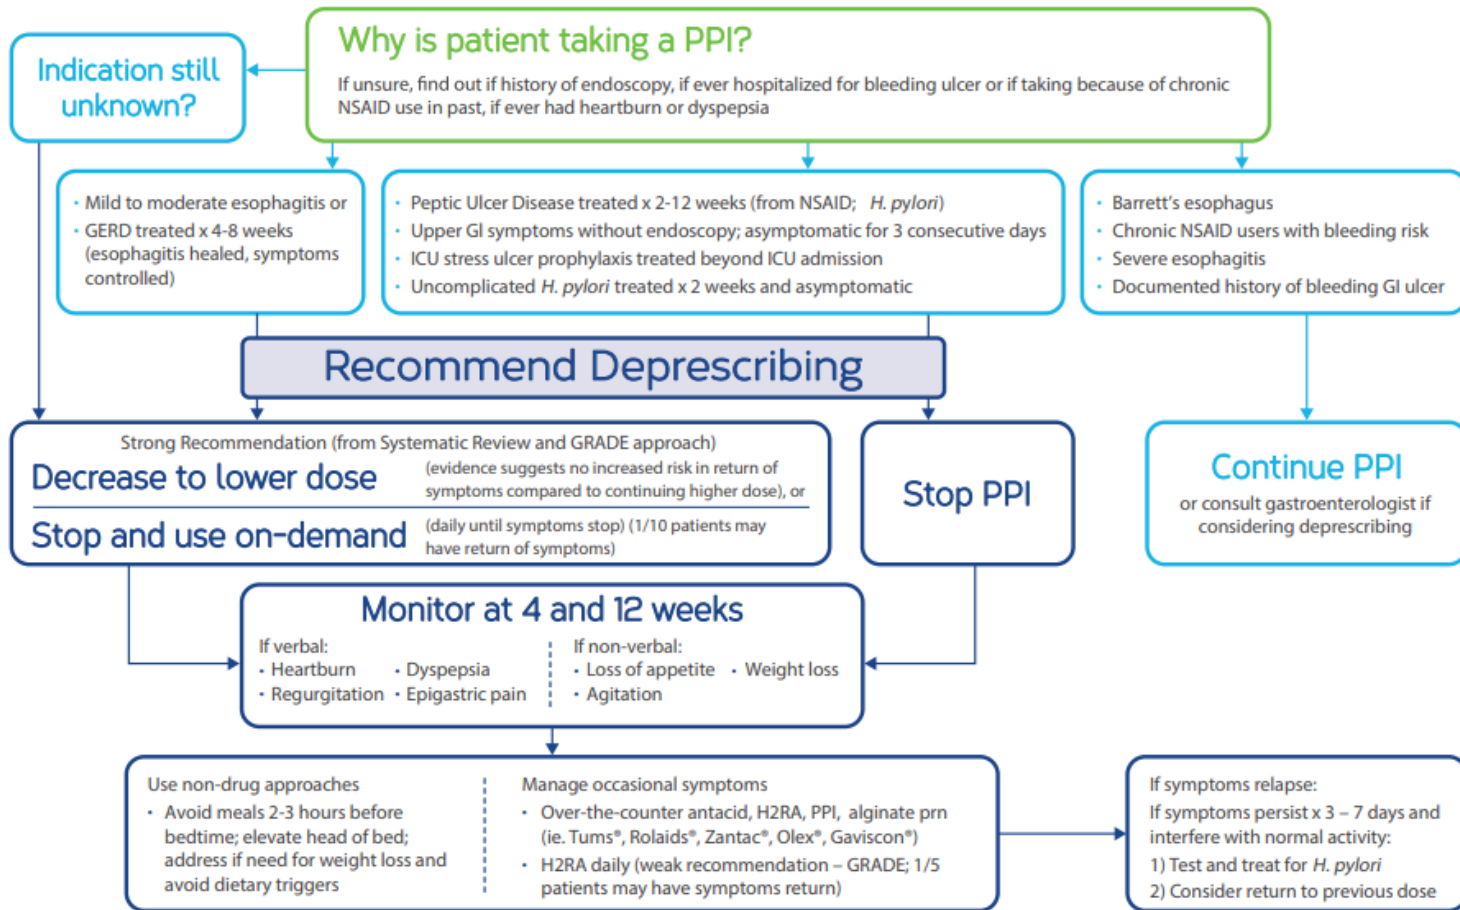 Why is patient taking a PPI?
If unsure, find out if history of endoscopy, if ever hospitalized for bleeding ulcer or if taking because of chronic
NSAID use in past, if ever had heartburn or dyspepsia
Indication still
unknown?
• Mild to moderate esophagitis or
• GERD treated x 4-8 weeks
(esophagitis healed, symptoms
controlled)
• Peptic Ulcer Disease treated x 2-12 weeks (from NSAID; H. pylori)
• Upper GI symptoms without endoscopy; asymptomatic for 3 consecutive days
• ICU stress ulcer prophylaxis treated beyond ICU admission
• Uncomplicated H. pylori treated x 2 weeks and asymptomatic
• Barrett's esophagus
• Chronic NSAID users with bleeding risk
• Severe esophagitis
• Documented history of bleeding GI ulcer
Recommend Deprescribing
Strong Recommendation (from Systematic Review and GRADE approach)
Decrease to lower dose
(evidence suggests no increased risk in return of
symptoms compared to continuing higher dose), or
Stop and use on-demand
(daily until symptoms stop) (1/10 patients may
have return of symptoms)
Stop PPI
Continue PPI
or consult gastroenterologist if
considering deprescribing
Monitor at 4 and 12 weeks
If verbal:
• Heartburn • Dyspepsia
• Regurgitation • Epigastric pain
If non-verbal:
• Loss of appetite • Weight loss
• Agitation
Use non-drug approaches
• Avoid meals 2-3 hours before
bedtime; elevate head of bed;
address if need for weight loss and
avoid dietary triggers
Manage occasional symptoms
• Over-the-counter antacid, H2RA, PPI, alginate prn
(ie. Tums®, Rolaids®, Zantac®, Olex®, Gaviscon®)
• H2RA daily (weak recommendation – GRADE; 1/5
patients may have symptoms return)
If symptoms relapse:
If symptoms persist x 3 – 7 days and
interfere with normal activity:
1) Test and treat for H. pylori
2) Consider return to previous dose